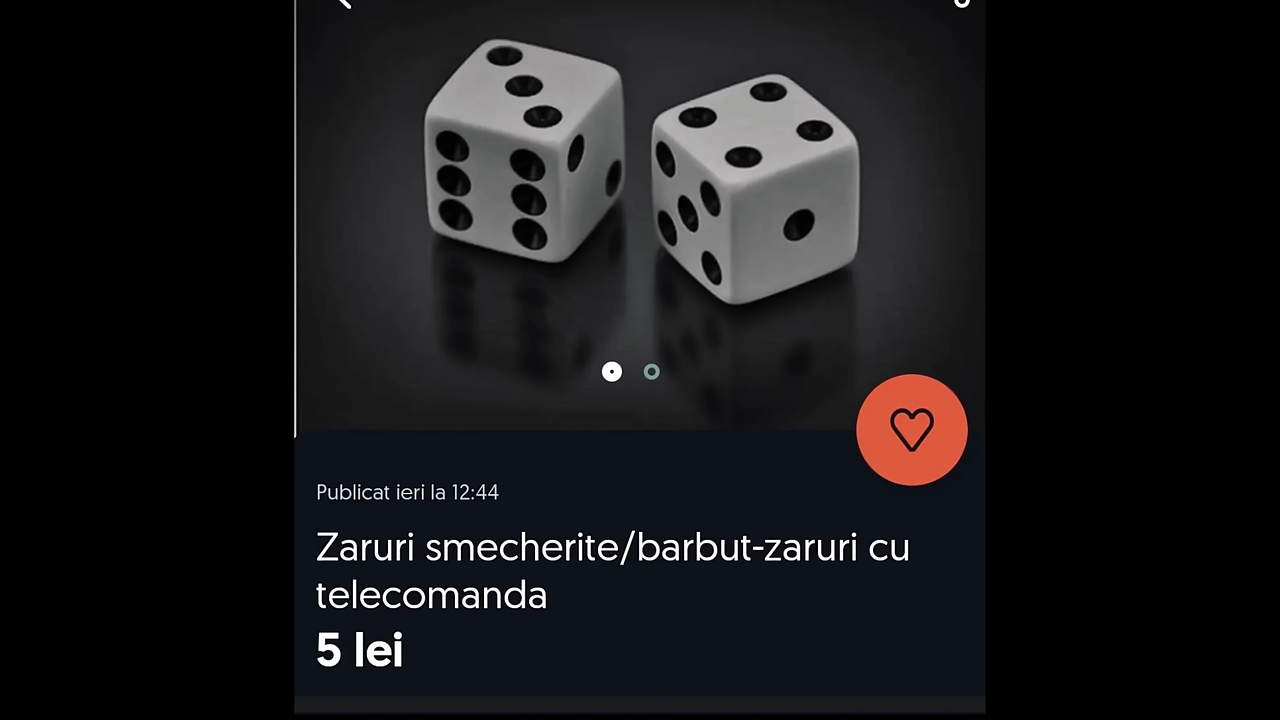 Publicat ieri la 12:44
Zaruri smecherite/barbut-zaruri cu
telecomanda
5 lei